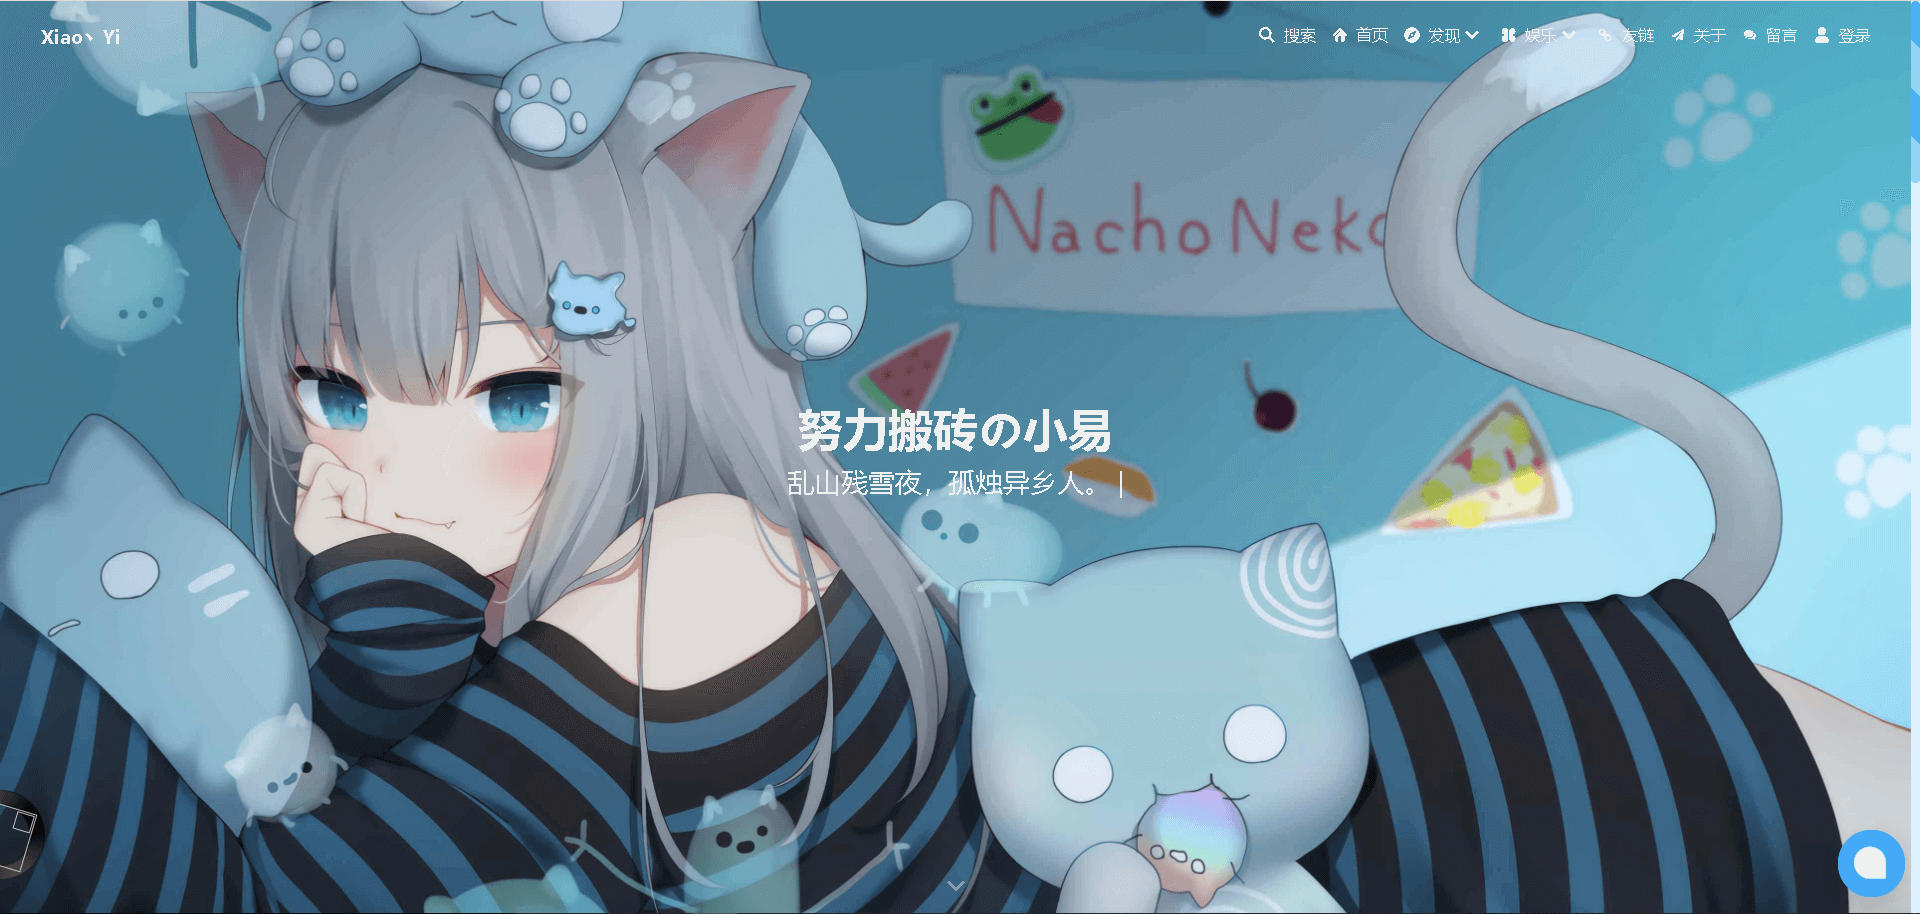 Xiao丶Yi
搜索 首页 发现 娱乐 友链 关于 留言 登录
Nacho Neko
努力搬砖の小易
乱山残雪夜，孤烛异乡人。 |